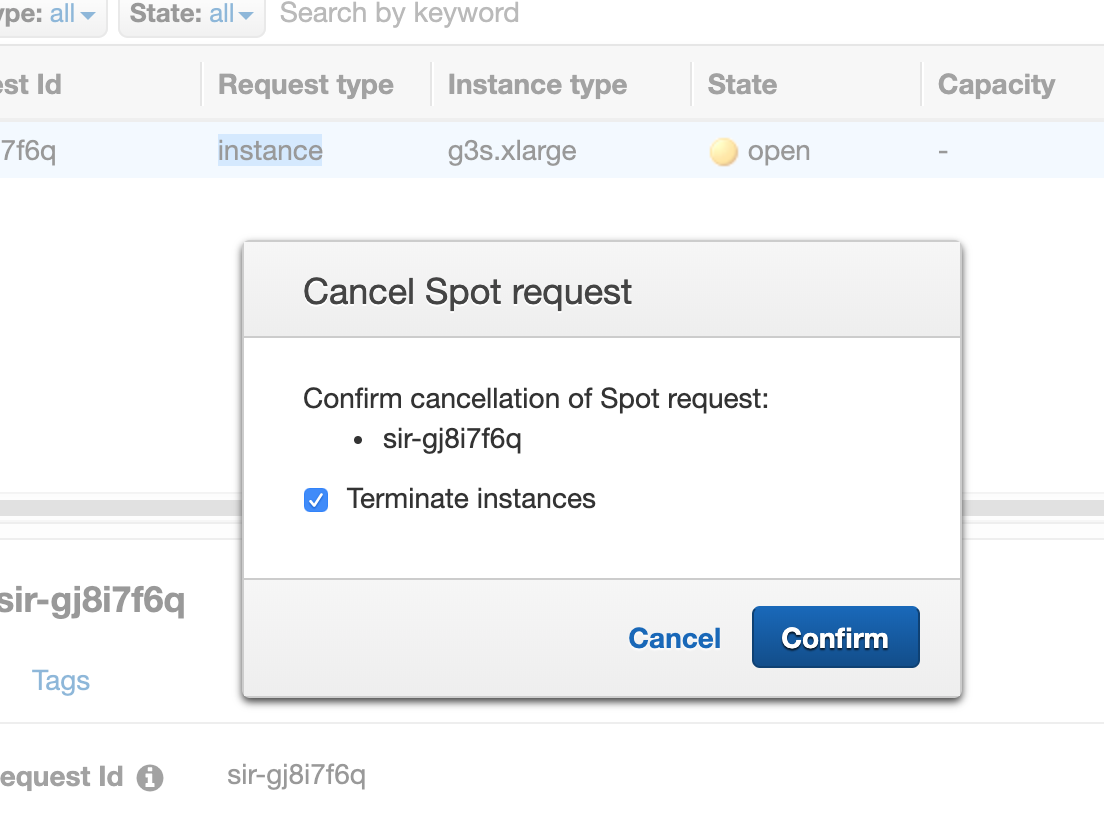 ype: all State: all Search by keyword
est Id Request type Instance type State Capacity
7f6q instance g3s.xlarge open -
Cancel Spot request
Confirm cancellation of Spot request:
• sir-gj8i7f6q
Terminate instances
Cancel Confirm
sir-gj8i7f6q
Tags
equest Id sir-gj8i7f6q